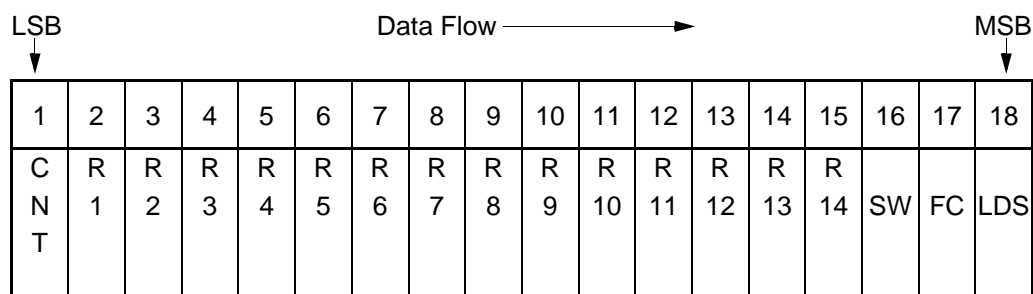 LSB Data Flow MSB
1 2 3 4 5 6 7 8 9 10 11 12 13 14 15 16 17 18
C R R R R R R R R R R R R R R
N 1 2 3 4 5 6 7 8 9 10 11 12 13 14 SW FC LDS
T